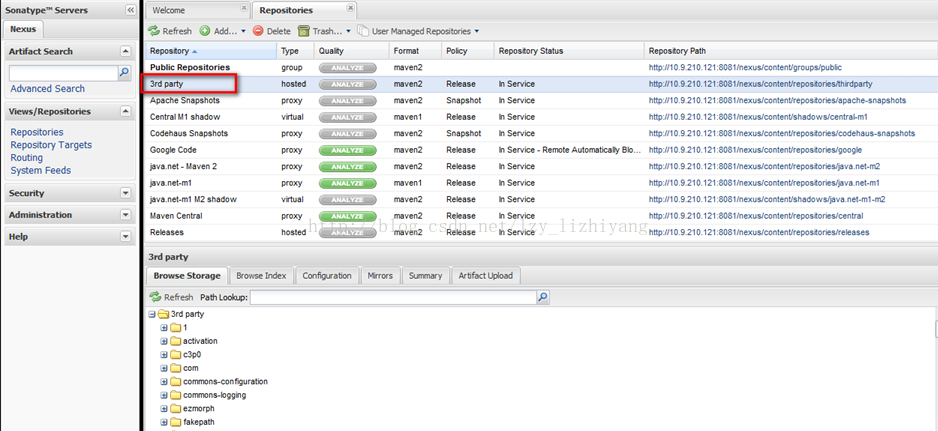 Sonatype™ Servers
Nexus
Artifact Search
Advanced Search
Views/Repositories
Repositories
Repository Targets
Routing
System Feeds
Security
Administration
Help
Welcome
Repositories
Refresh Add... Delete Trash... User Managed Repositories
Repository Type Quality Format Policy Repository Status Repository Path
Public Repositories group ANALYZE maven2 http://10.9.210.121:8081/nexus/content/groups/public
3rd party hosted ANALYZE maven2 Release In Service http://10.9.210.121:8081/nexus/content/repositories/thirdparty
Apache Snapshots proxy ANALYZE maven2 Snapshot In Service http://10.9.210.121:8081/nexus/content/repositories/apache-snapshots
Central M1 shadow virtual ANALYZE maven1 Release In Service http://10.9.210.121:8081/nexus/content/shadows/central-m1
Codehaus Snapshots proxy ANALYZE maven2 Snapshot In Service http://10.9.210.121:8081/nexus/content/repositories/codehaus-snapshots
Google Code proxy ANALYZE maven2 Release In Service - Remote Automatically Blo... http://10.9.210.121:8081/nexus/content/repositories/google
java.net - Maven 2 proxy ANALYZE maven2 Release In Service http://10.9.210.121:8081/nexus/content/repositories/java.net-m2
java.net-m1 proxy ANALYZE maven1 Release In Service http://10.9.210.121:8081/nexus/content/repositories/java.net-m1
java.net-m1 M2 shadow virtual ANALYZE maven2 Release In Service http://10.9.210.121:8081/nexus/content/shadows/java.net-m1-m2
Maven Central proxy ANALYZE maven2 Release In Service http://10.9.210.121:8081/nexus/content/repositories/central
http://blog.csdn.net/lzy_lizhiyang
Releases hosted ANALYZE maven2 Release In Service http://10.9.210.121:8081/nexus/content/repositories/releases
3rd party
Browse Storage Browse Index Configuration Mirrors Summary Artifact Upload
Refresh Path Lookup:
3rd party
1
activation
c3p0
com
commons-configuration
commons-logging
ezmorph
fakepath